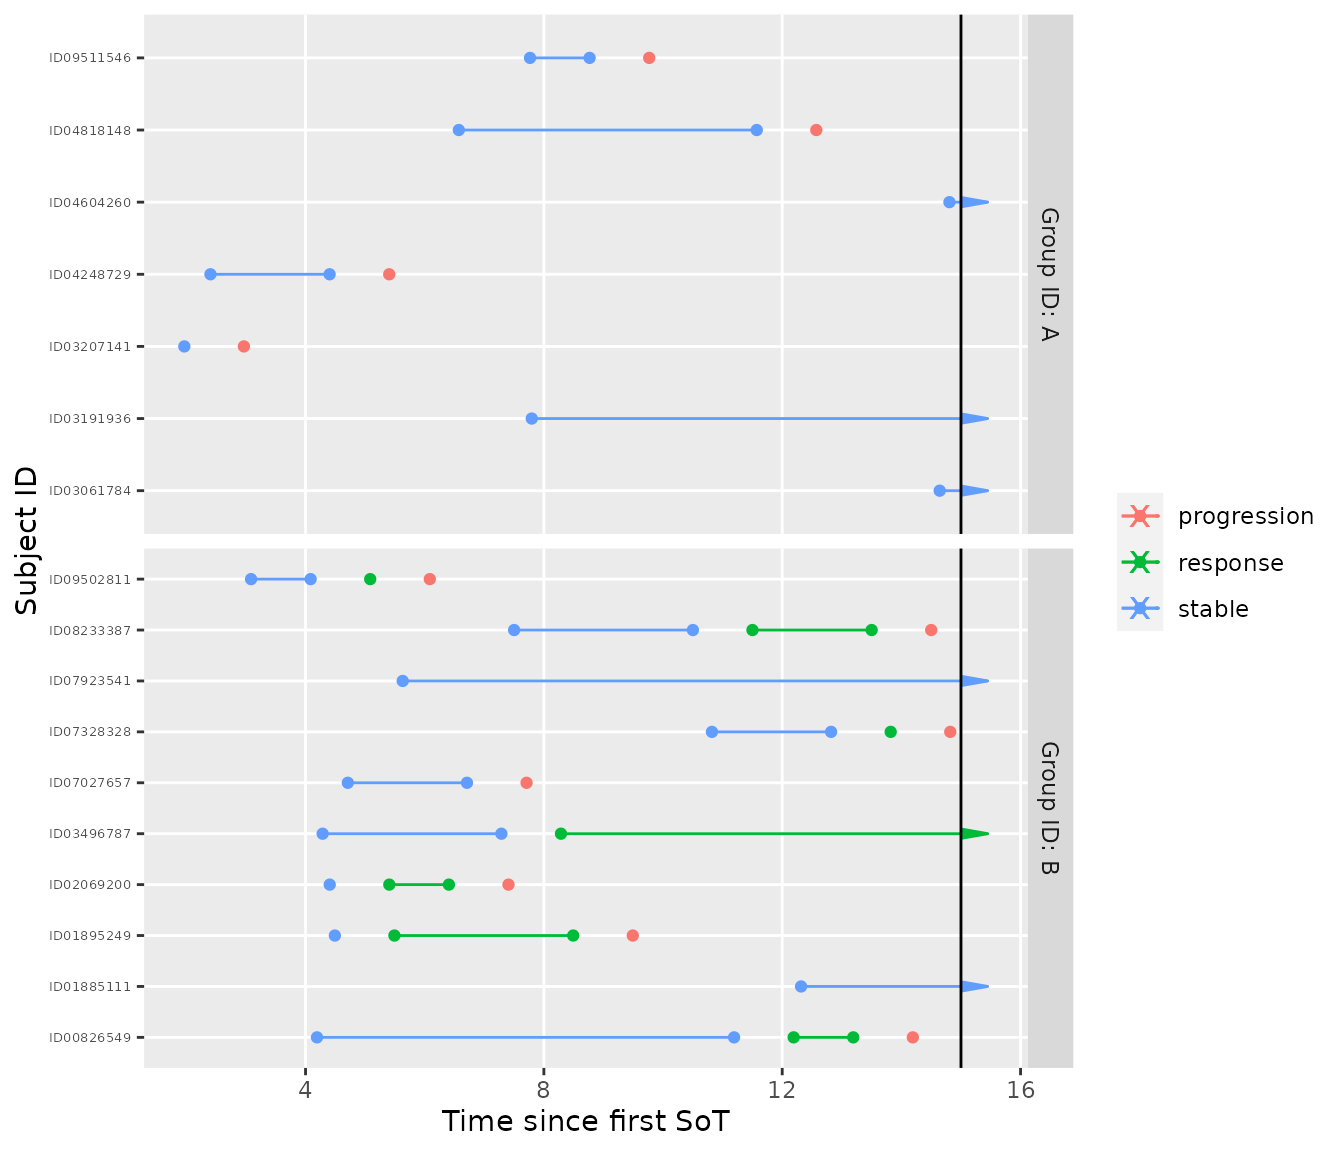 ID09511546
ID04818148
ID04604260
ID04248729
ID03207141
ID03191936
ID03061784
Group ID: A
ID09502811
ID08233387
ID07923541
ID07328328
ID07027657
ID03496787
ID02069200
ID01895249
ID01885111
ID00826549
Group ID: B
Subject ID
4 8 12 16
Time since first SoT
progression
response
stable